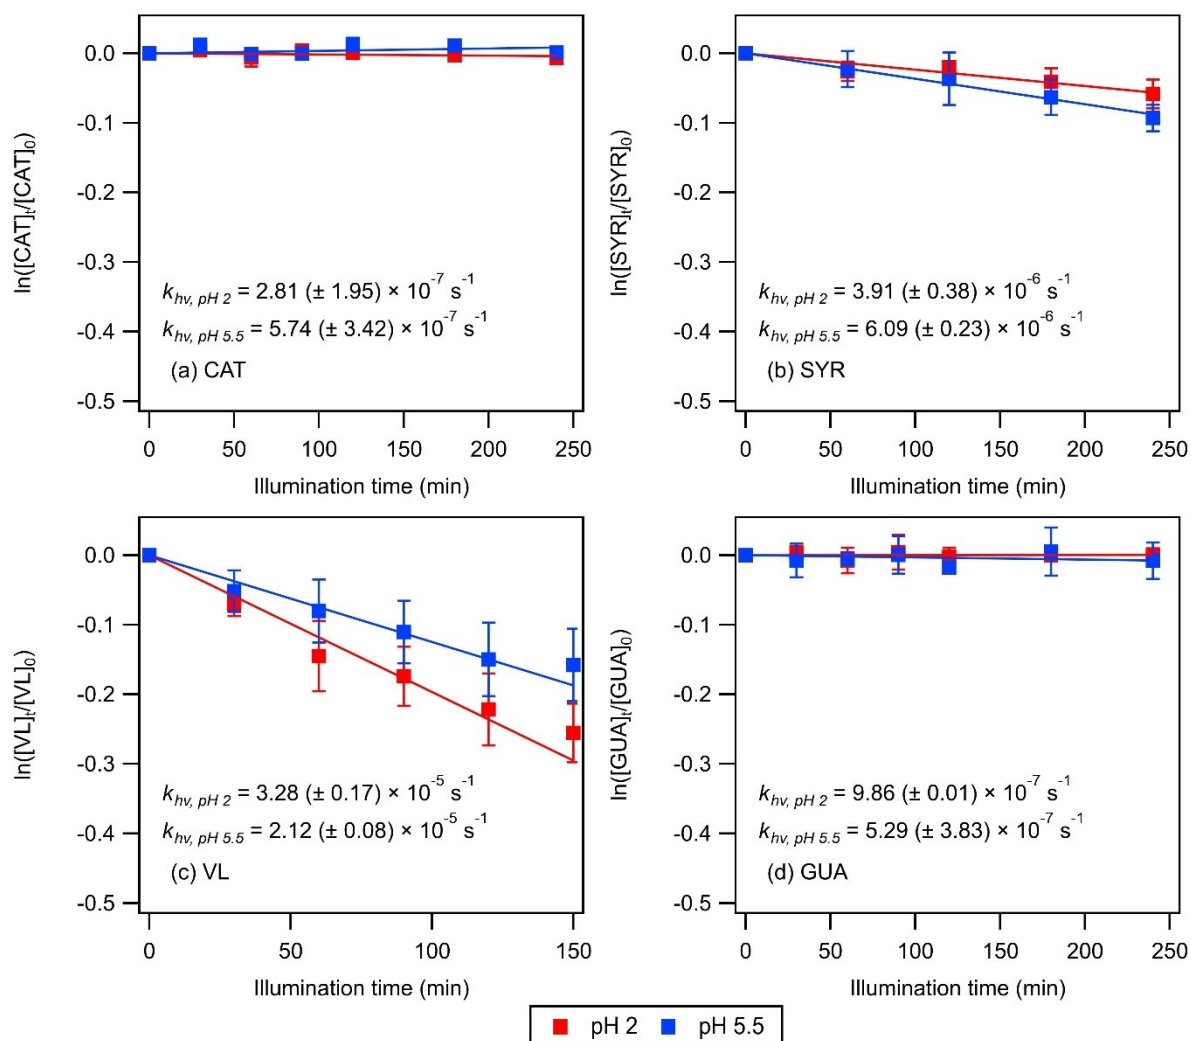 0.0
-0.1
-0.2
-0.3
-0.4
-0.5
ln([CAT]t/[CAT]0)
k hv, pH 2 = 2.81 (± 1.95) × 10^-7 s^-1
k hv, pH 5.5 = 5.74 (± 3.42) × 10^-7 s^-1
(a) CAT
0 50 100 150 200 250
Illumination time (min)
0.0
-0.1
-0.2
-0.3
-0.4
-0.5
ln([SYR]t/[SYR]0)
k hv, pH 2 = 3.91 (± 0.38) × 10^-6 s^-1
k hv, pH 5.5 = 6.09 (± 0.23) × 10^-6 s^-1
(b) SYR
0 50 100 150 200 250
Illumination time (min)
0.0
-0.1
-0.2
-0.3
-0.4
-0.5
ln([VL]t/[VL]0)
k hv, pH 2 = 3.28 (± 0.17) × 10^-5 s^-1
k hv, pH 5.5 = 2.12 (± 0.08) × 10^-5 s^-1
(c) VL
0 50 100 150
Illumination time (min)
0.0
-0.1
-0.2
-0.3
-0.4
-0.5
ln([GUA]t/[GUA]0)
k hv, pH 2 = 9.86 (± 0.01) × 10^-7 s^-1
k hv, pH 5.5 = 5.29 (± 3.83) × 10^-7 s^-1
(d) GUA
0 50 100 150 200 250
Illumination time (min)
pH 2 pH 5.5